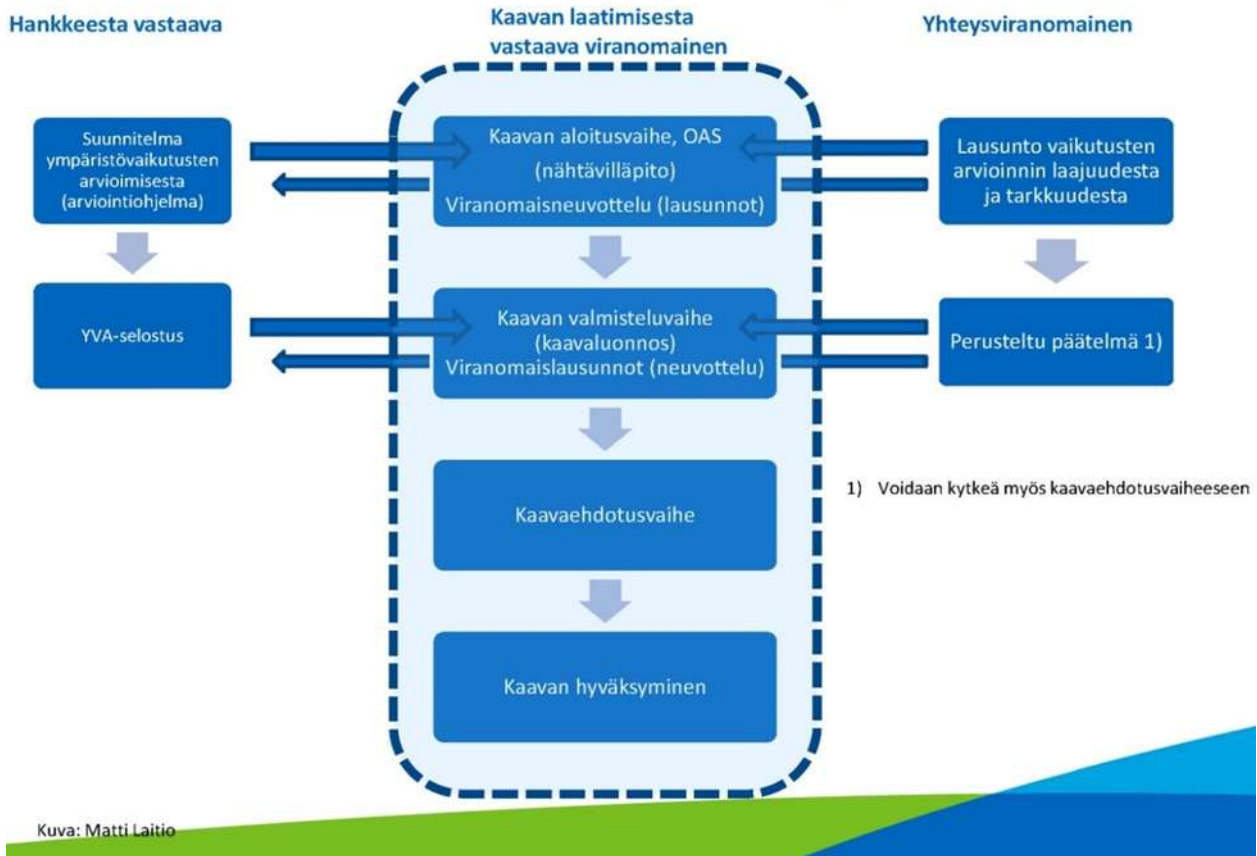 Hankkeesta vastaava
Kaavan laatimisesta
vastaava viranomainen
Yhteysviranomainen
Suunnitelma
ympäristövaikutusten
arvioimisesta
(arviointiohjelma)
Kaavan aloitusvaihe, OAS
(nähtävilläpito)
Viranomaisneuvottelu (lausunnot)
Lausunto vaikutusten
arvioinnin laajuudesta
ja tarkkuudesta
YVA-selostus
Kaavan valmisteluvaihe
(kaavaluonnos)
Viranomaislausunnot (neuvottelu)
Perusteltu päätelmä 1)
Kaavaehdotusvaihe
1) Voidaan kytkeä myös kaavaehdotusvaiheeseen
Kaavan hyväksyminen
Kuva: Matti Laitio